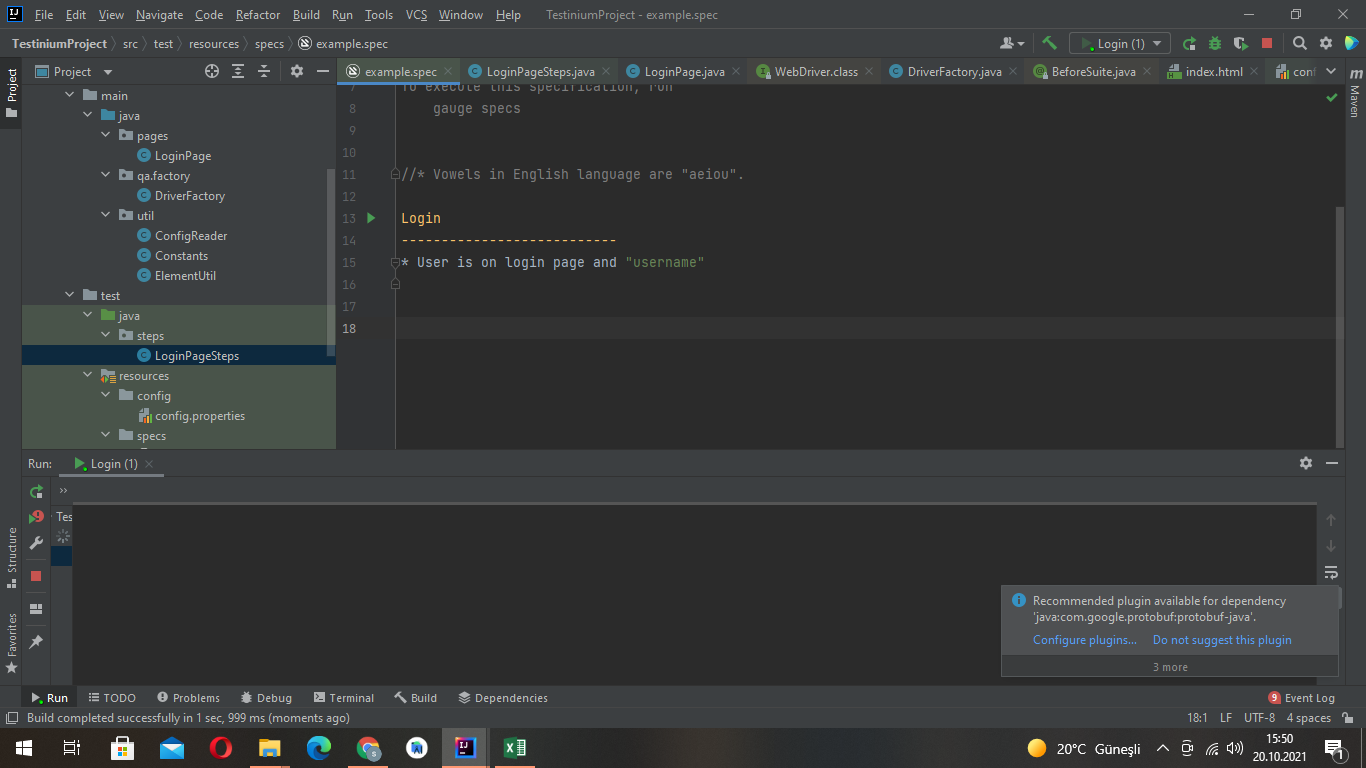 File Edit View Navigate Code Refactor Build Run Tools VCS Window Help TestiniumProject - example.spec
TestiniumProject src test resources specs example.spec Login (1)
Project
example.spec LoginPageSteps.java LoginPage.java WebDriver.class DriverFactory.java BeforeSuite.java index.html conf
Project
Maven
main
java
pages
LoginPage
qa.factory
DriverFactory
util
ConfigReader
Constants
ElementUtil
test
java
steps
LoginPageSteps
resources
config
config.properties
specs
7 To execute this specification, run
8 gauge specs
9
10
11 //* Vowels in English language are "aeiou".
12
13 Login
14 ---------------------------
15 * User is on login page and "username"
16
17
18
Run: Login (1)
»
Tes
Structure
Favorites
Recommended plugin available for dependency
'java:com.google.protobuf:protobuf-java'.
Configure plugins... Do not suggest this plugin
3 more
Run TODO Problems Debug Terminal Build Dependencies 9 Event Log
Build completed successfully in 1 sec, 999 ms (moments ago) 18:1 LF UTF-8 4 spaces
20°C Güneşli 15:50
20.10.2021
1